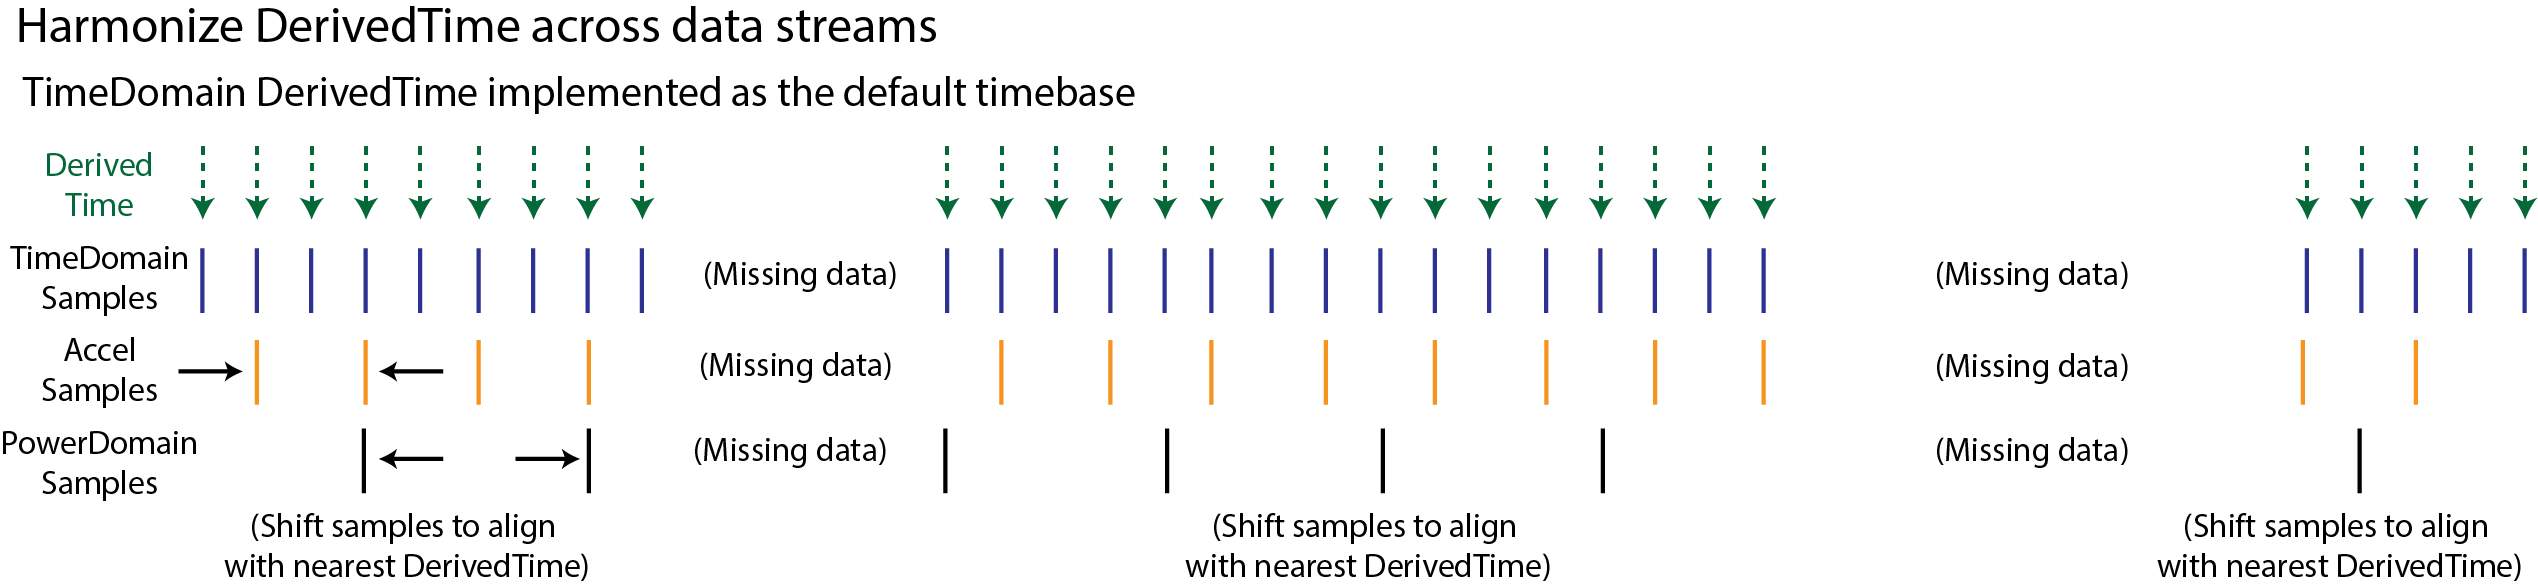 Harmonize DerivedTime across data streams
TimeDomain DerivedTime implemented as the default timebase
Derived
Time
TimeDomain
Samples
(Missing data)
(Missing data)
Accel
Samples
(Missing data)
(Missing data)
PowerDomain
Samples
(Missing data)
(Missing data)
(Shift samples to align
with nearest DerivedTime)
(Shift samples to align
with nearest DerivedTime)
(Shift samples to align
with nearest DerivedTime)